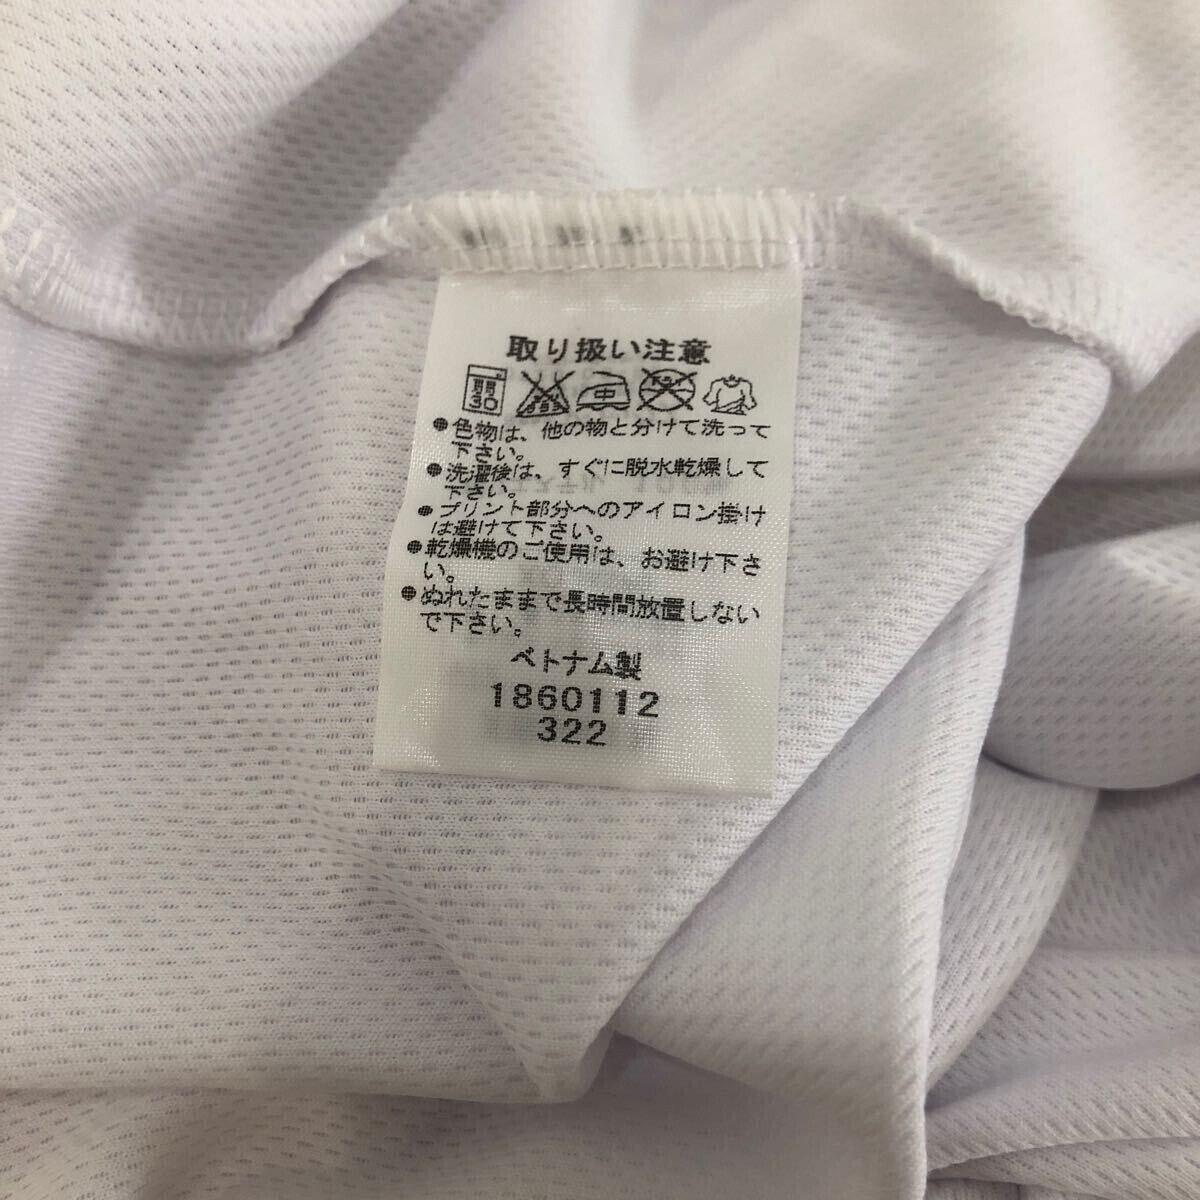 取り扱い注意
30 中
●色物は、他の物と分けて洗って
下さい。
●洗濯後は、すぐに脱水乾燥して
下さい。
●プリント部分へのアイロン掛け
は避けて下さい。
●乾燥機のご使用は、お避け下さ
い。
●ぬれたままで長時間放置しない
で下さい。
ベトナム製
1860112
322